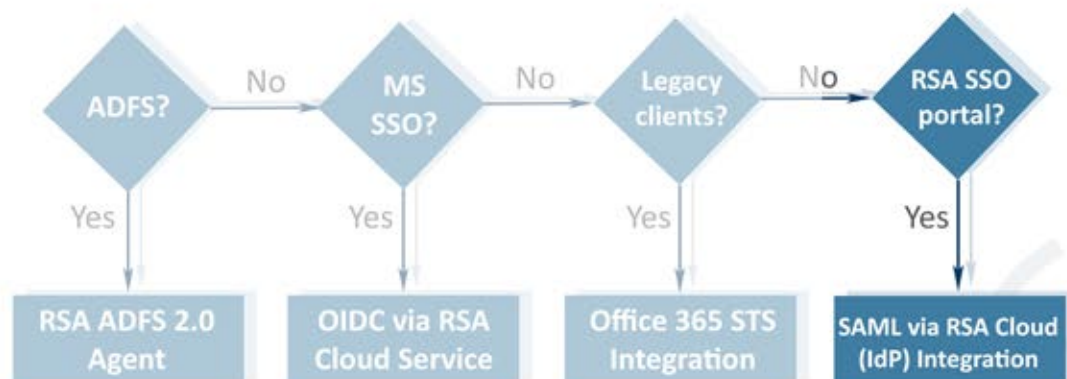 ADFS?
No
MS
SSO?
No
Legacy
clients?
No
RSA SSO
portal?
Yes
Yes
Yes
Yes
RSA ADFS 2.0
Agent
OIDC via RSA
Cloud Service
Office 365 STS
Integration
SAML via RSA Cloud
(IdP) Integration